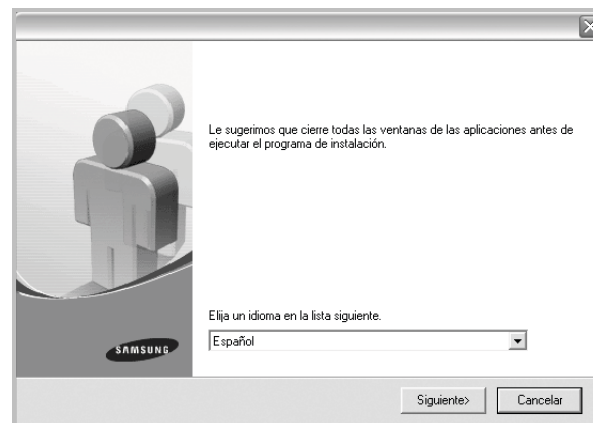 Le sugerimos que cierre todas las ventanas de las aplicaciones antes de
ejecutar el programa de instalación.
Elija un idioma en la lista siguiente.
Español
SAMSUNG
Siguiente>
Cancelar